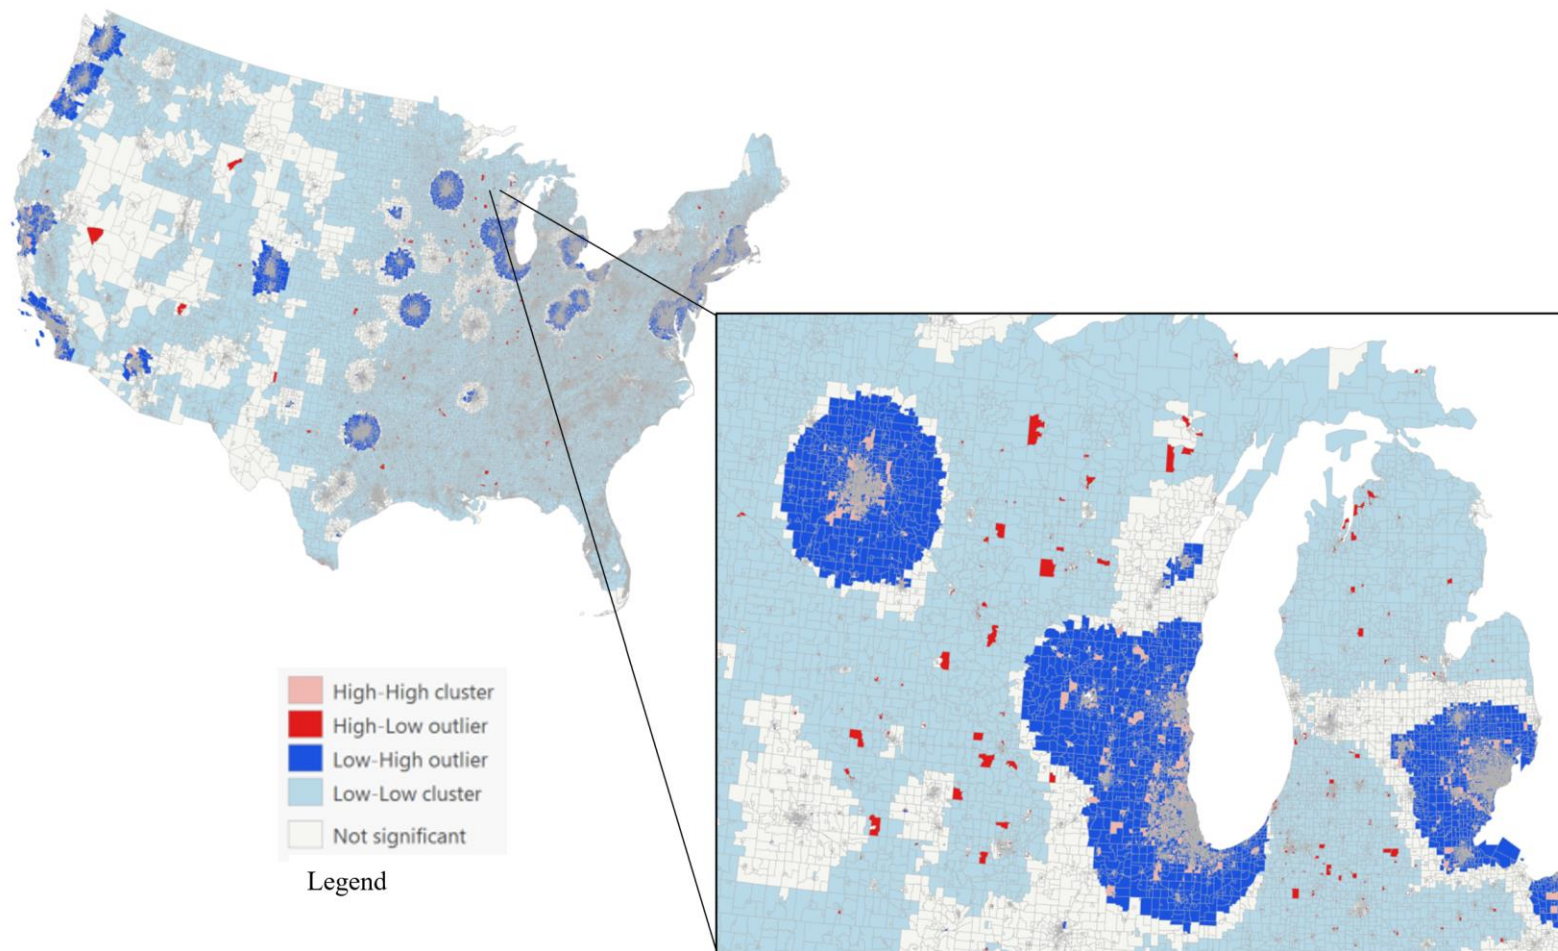 High-High cluster
High-Low outlier
Low-High outlier
Low-Low cluster
Not significant
Legend